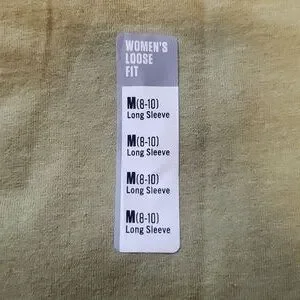 WOMEN'S
LOOSE
FIT
M(8-10)
Long Sleeve
M(8-10)
Long Sleeve
M(8-10)
Long Sleeve
M(8-10)
Long Sleeve